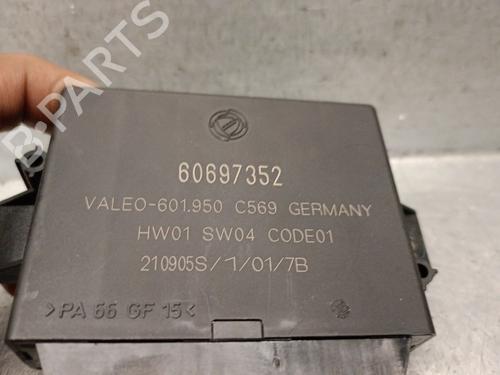 60697352
VALEO-601.950 C569 GERMANY
HW01 SW04 CODE01
210905S/1/01/7B
>PA 66 GF 15<
B-PARTS